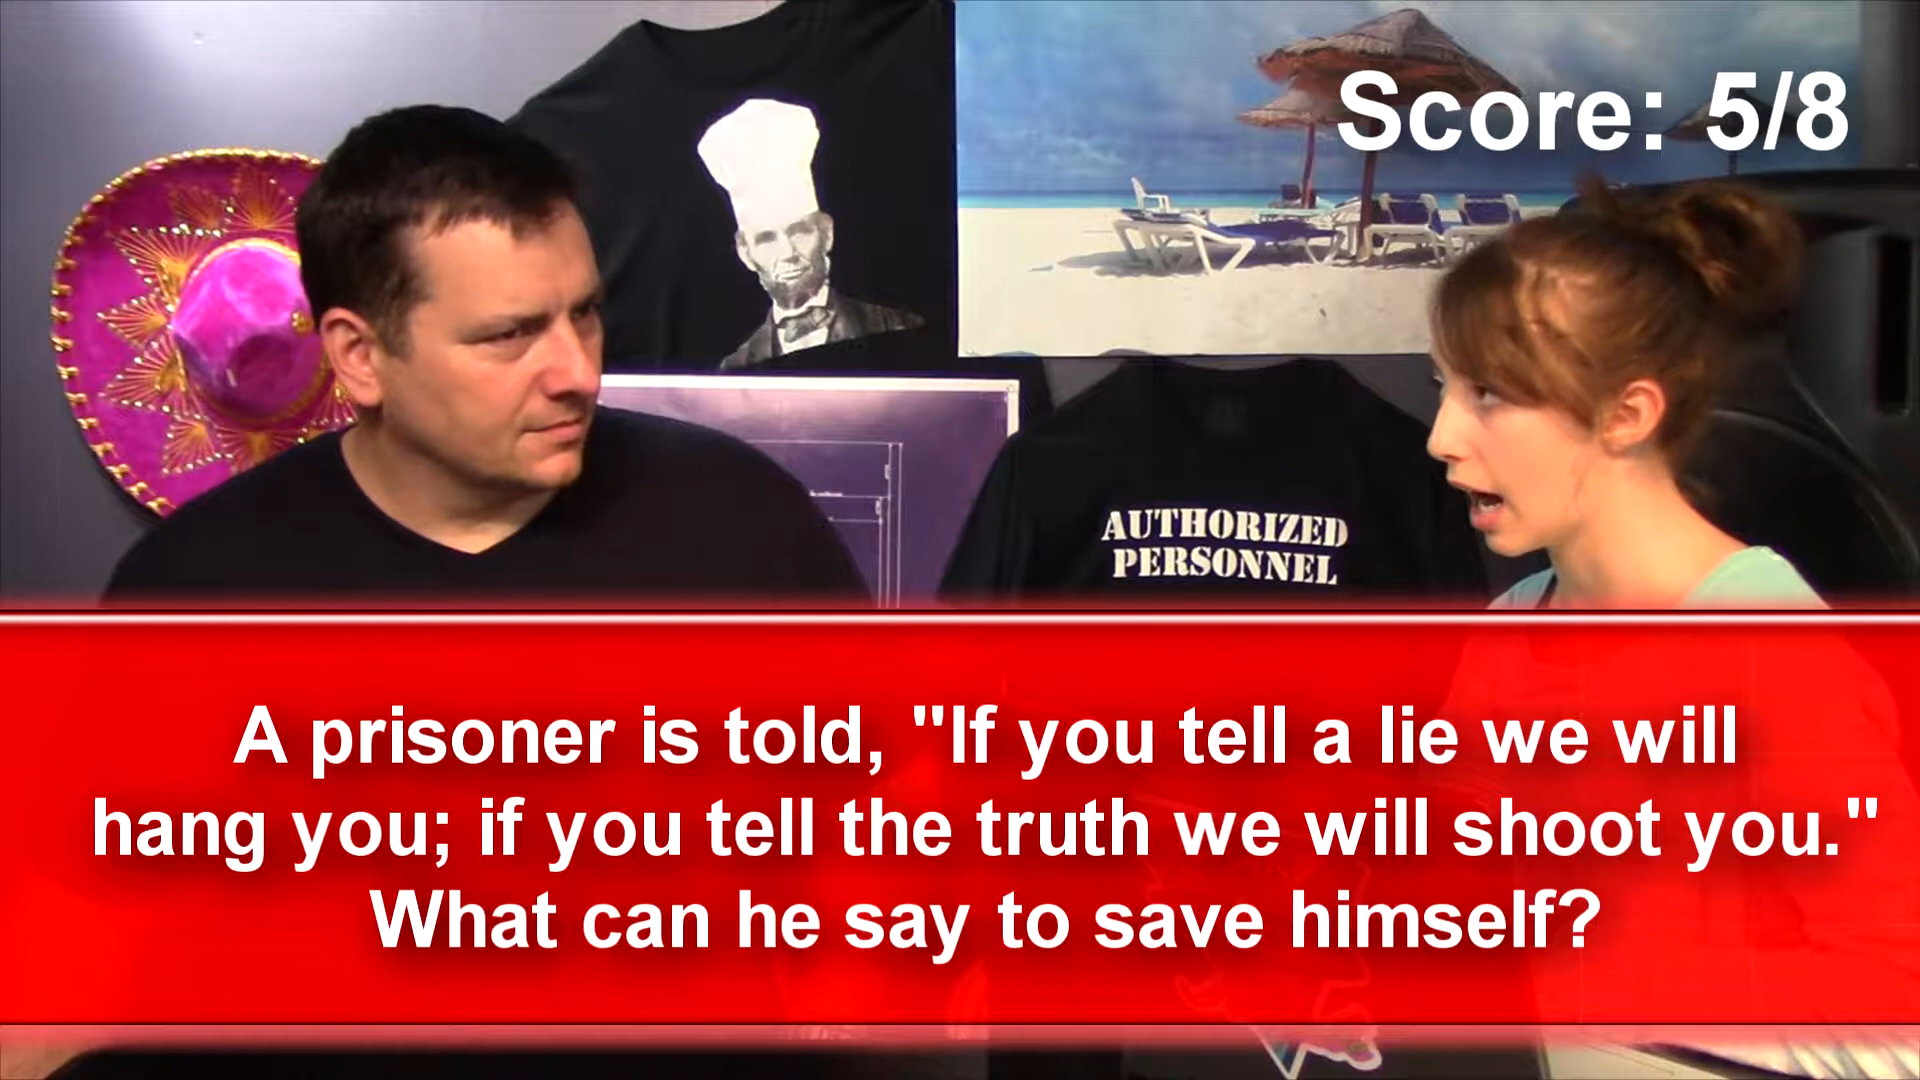 Score: 5/8
AUTHORIZED
PERSONNEL
A prisoner is told, "If you tell a lie we will
hang you; if you tell the truth we will shoot you."
What can he say to save himself?